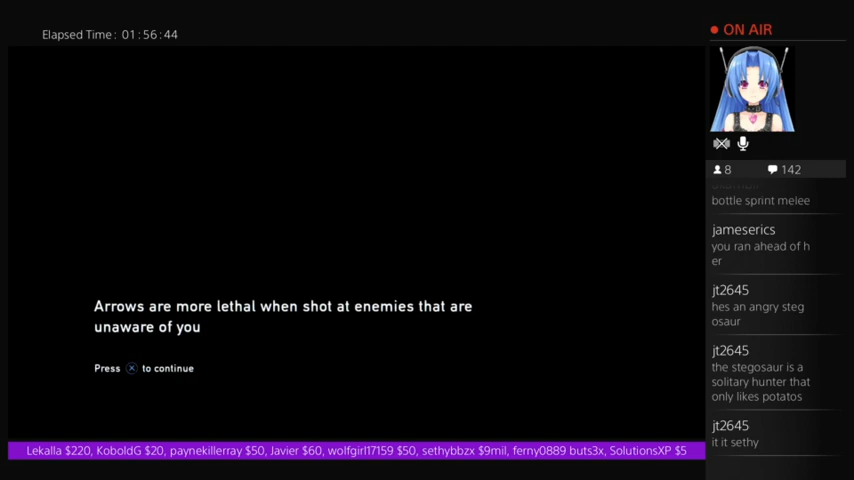 Elapsed Time: 01:56:44
ON AIR
8
142
bottle sprint melee
jameserics
you ran ahead of h
er
jt2645
hes an angry steg
osaur
jt2645
the stegosaur is a
solitary hunter that
only likes potatos
jt2645
it it sethy
Arrows are more lethal when shot at enemies that are
unaware of you
Press X to continue
Lekalla $220, KoboldG $20, paynekillerray $50, Javier $60, wolfgirl17159 $50, sethybbzx $9mil, ferny0889 buts3x, SolutionsXP $5